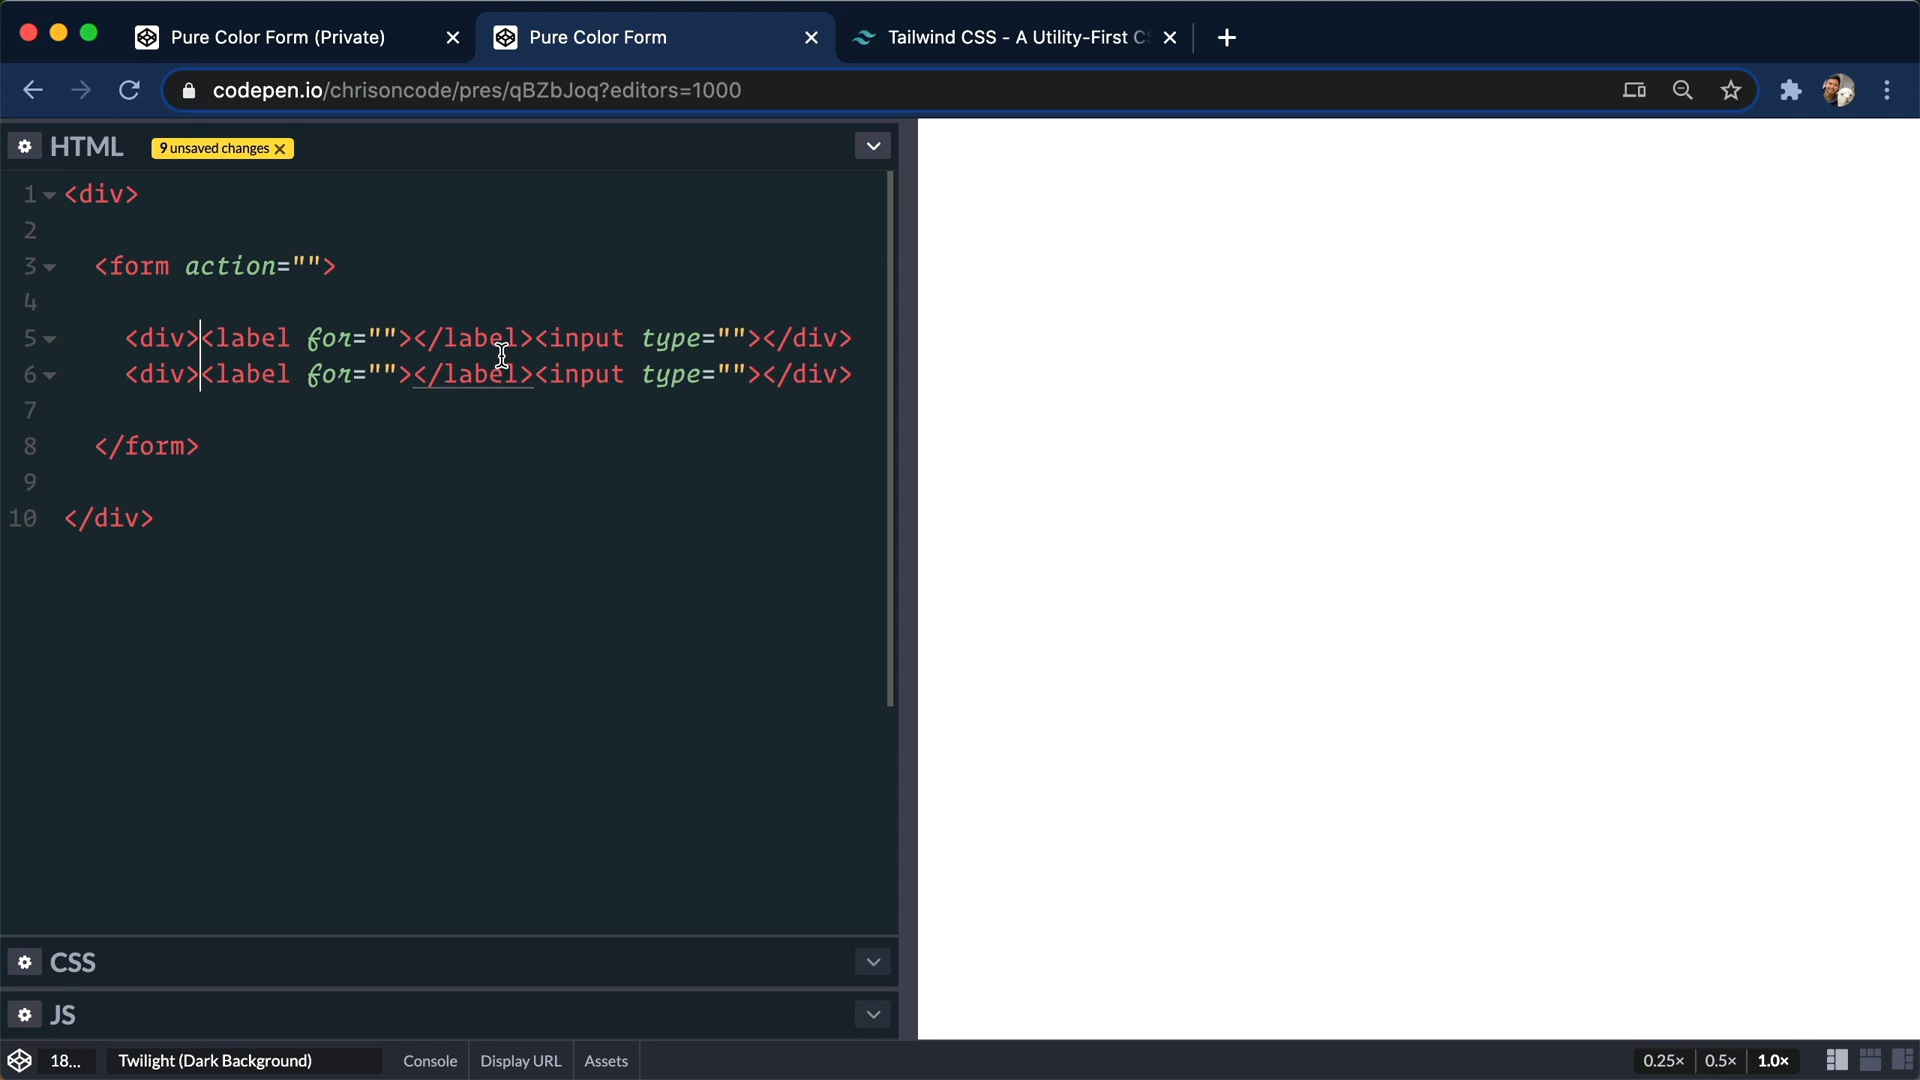 Pure Color Form (Private)
Pure Color Form
Tailwind CSS - A Utility-First C
codepen.io/chrisoncode/pres/qBZbJoq?editors=1000
HTML
9 unsaved changes
1 <div>
2
3 <form action="">
4
5 <div><label for=""></label><input type=""></div>
6 <div><label for=""></label><input type=""></div>
7
8 </form>
9
10 </div>
CSS
JS
18... Twilight (Dark Background) Console Display URL Assets 0.25× 0.5× 1.0×